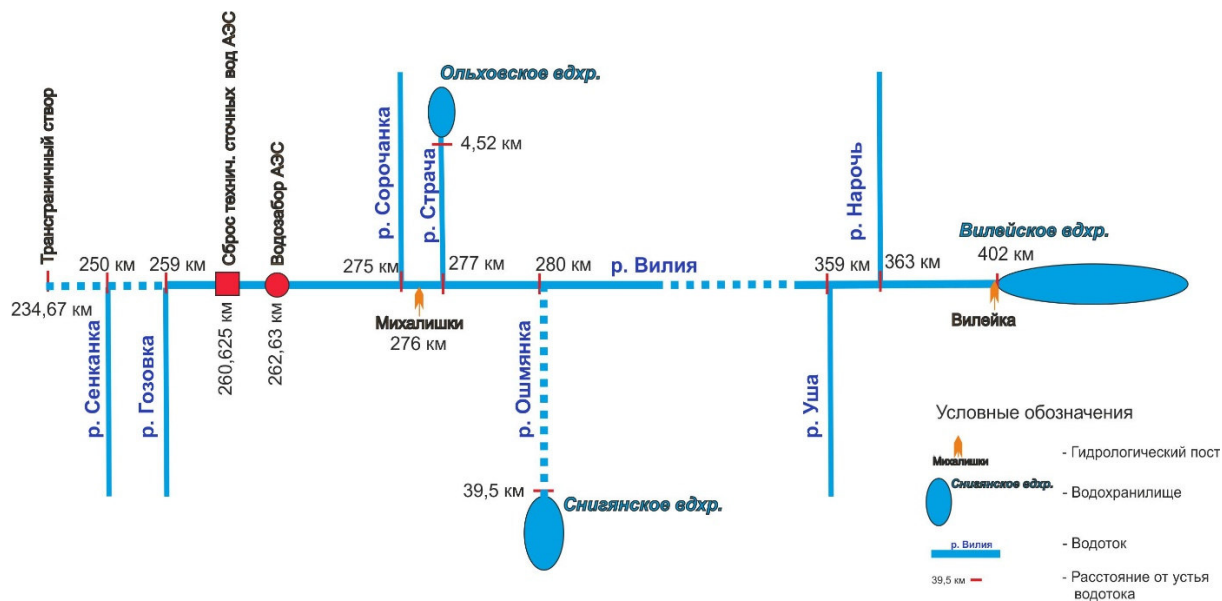 Трансграничный створ
Сброс технич. сточных вод АЭС
Водозабор АЭС
р. Сорочанка
Ольховское вдхр.
4,52 км
р. Страча
р. Нарочь
Вилейское вдхр.
250 км
259 км
275 км
277 км
280 км
р. Вилия
359 км
363 км
402 км
234,67 км
260,625 км
262,63 км
Михалишки
276 км
Вилейка
р. Сенканка
р. Гозовка
р. Ошмянка
р. Уша
39,5 км
Снигянское вдхр.
Условные обозначения
Михалишки
- Гидрологический пост
Снигянское вдхр.
- Водохранилище
р. Вилия
- Водоток
39,5 км
- Расстояние от устья
водотока